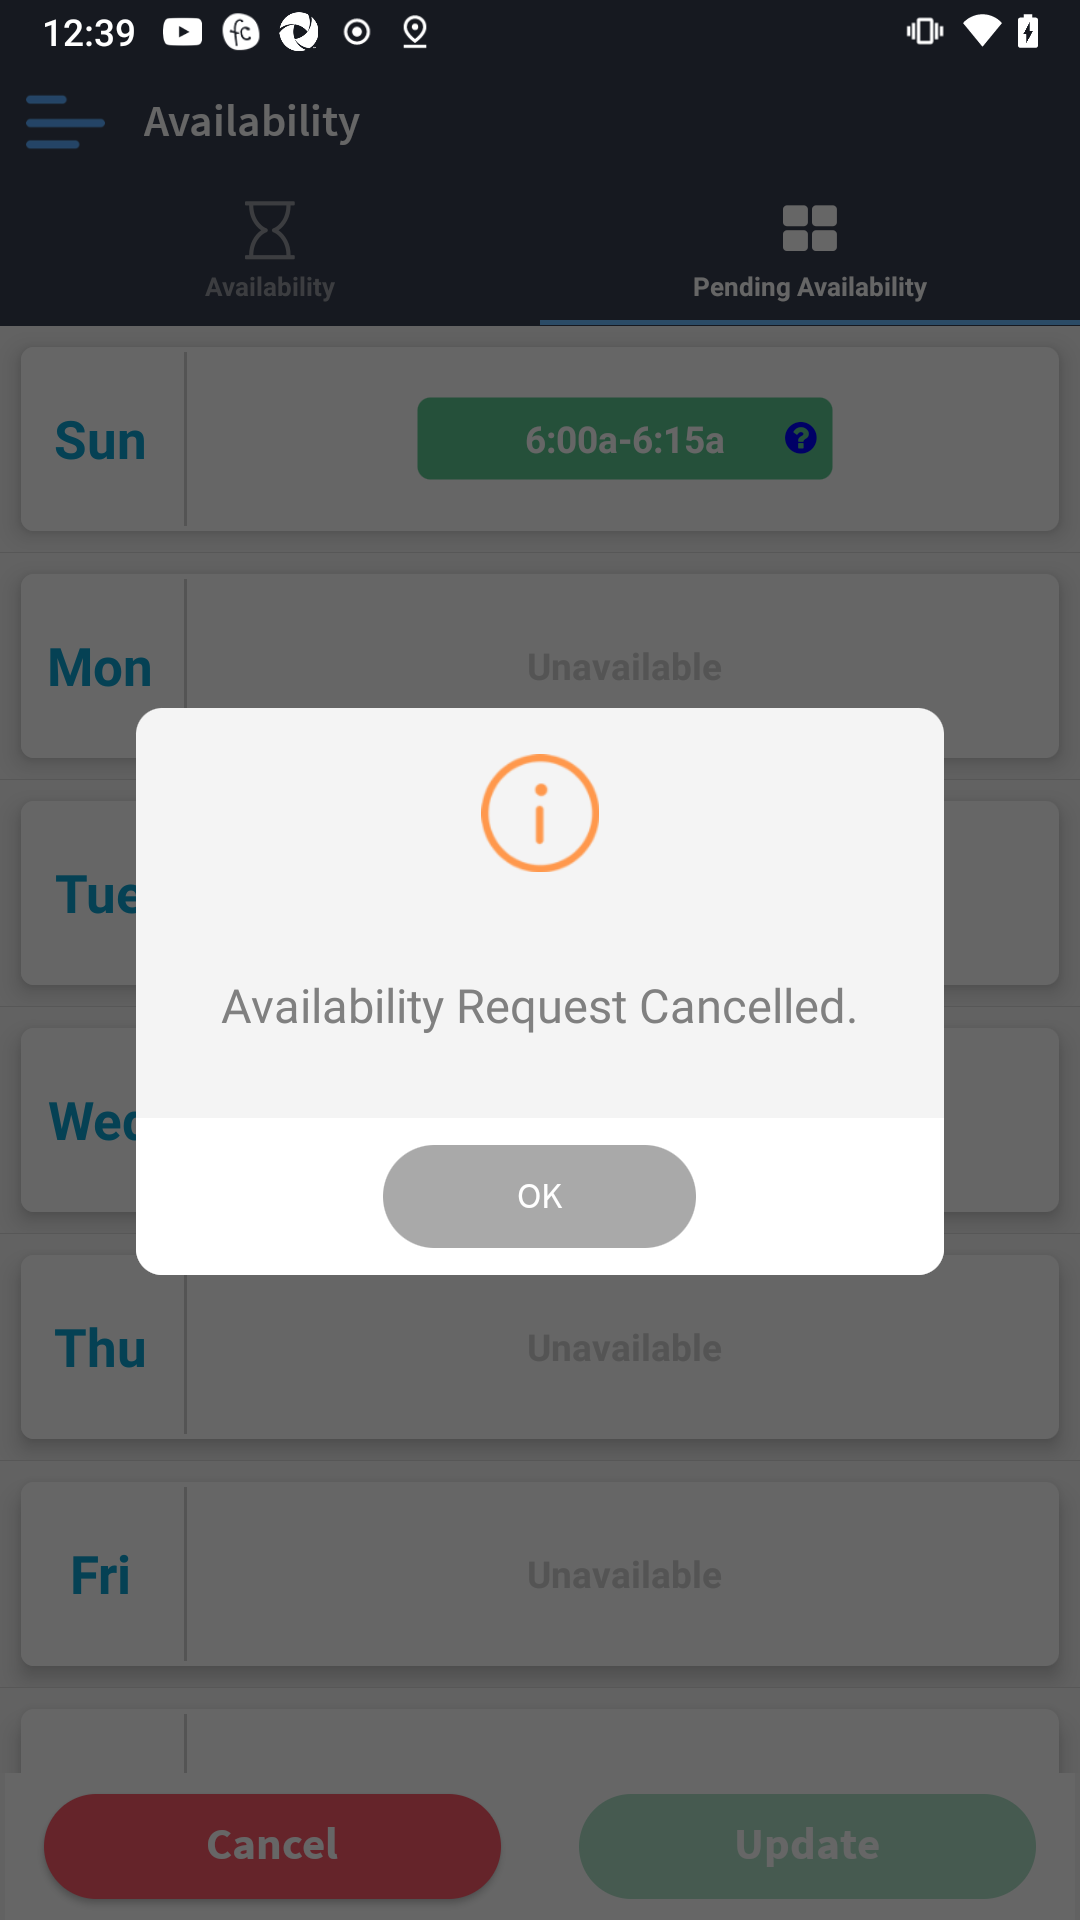 12:39
Availability
Availability
Pending Availability
Sun
6:00a-6:15a
Mon
Unavailable
Tue
Availability Request Cancelled.
Wed
OK
Thu
Unavailable
Fri
Unavailable
Cancel
Update